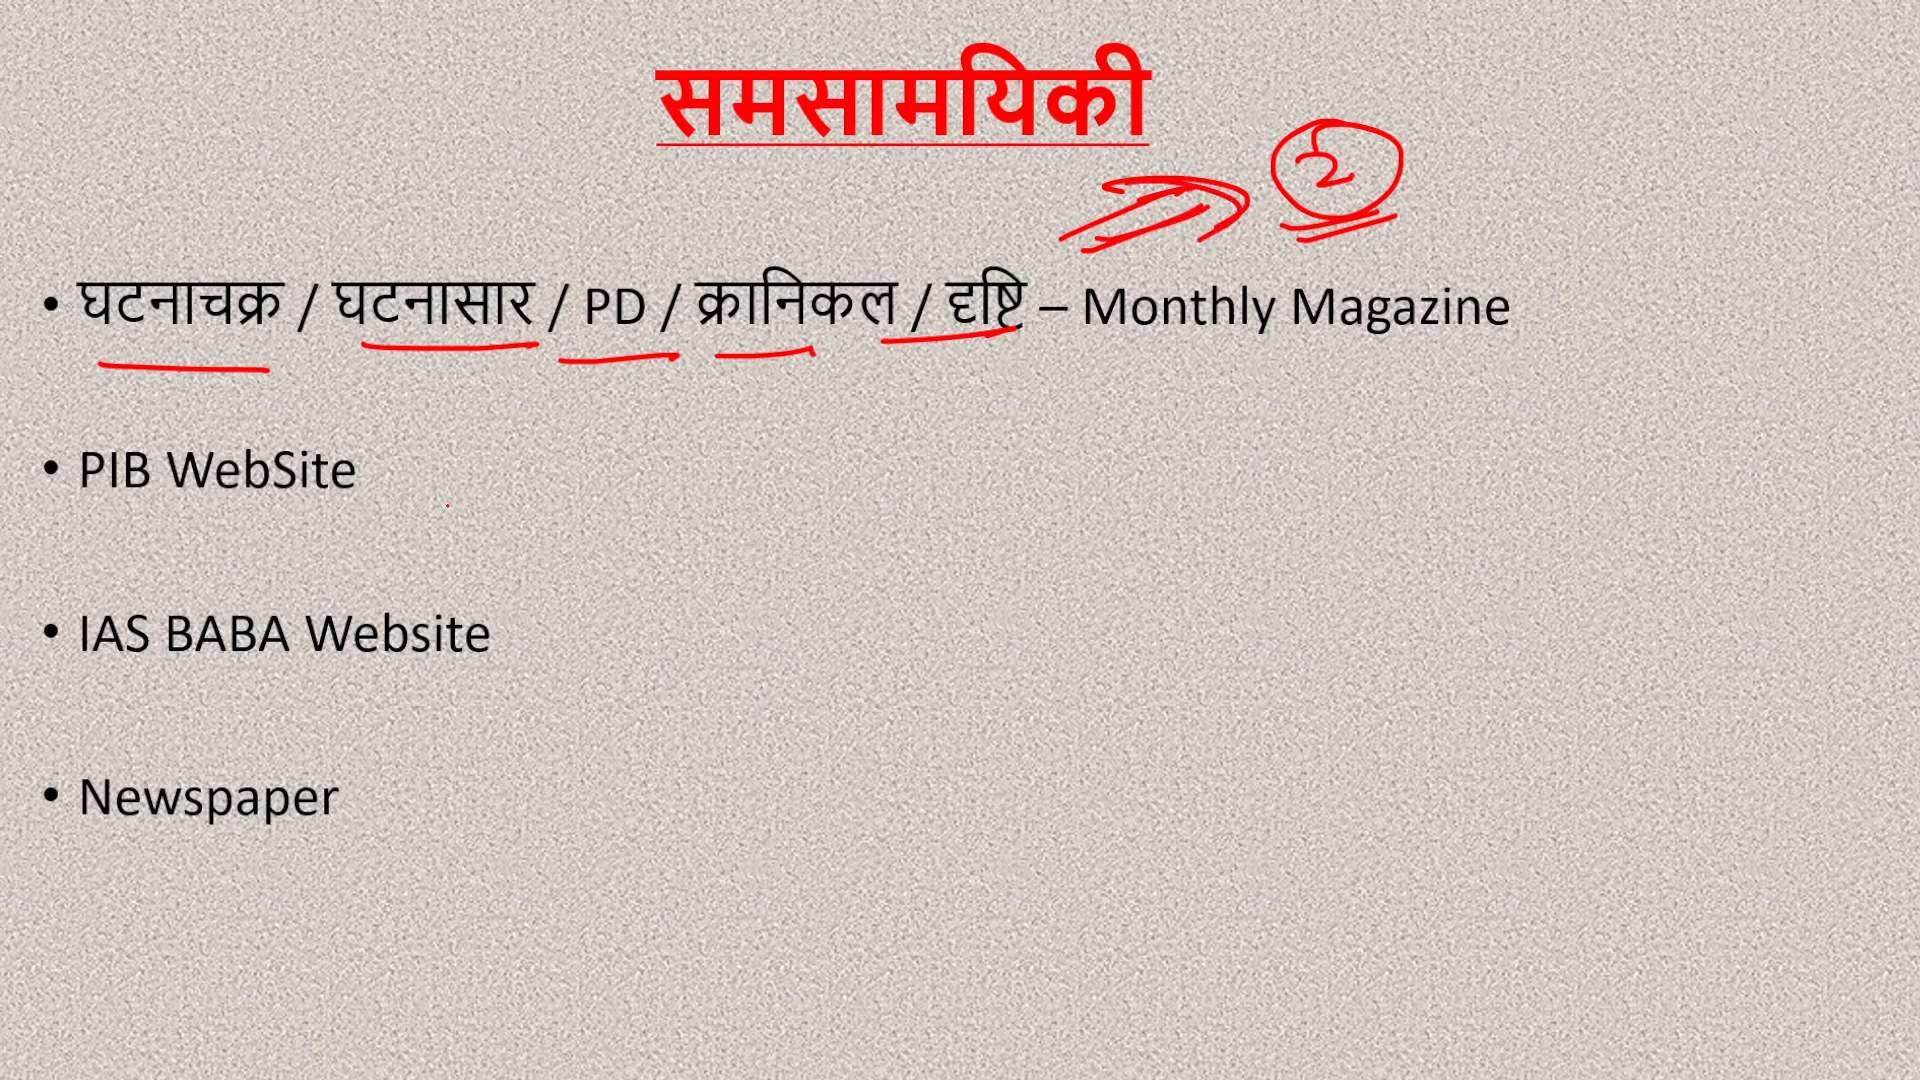 समसामयिकी
2
• घटनाचक्र / घटनासार / PD / क्रानिकल / दृष्टि – Monthly Magazine
• PIB WebSite
• IAS BABA Website
• Newspaper